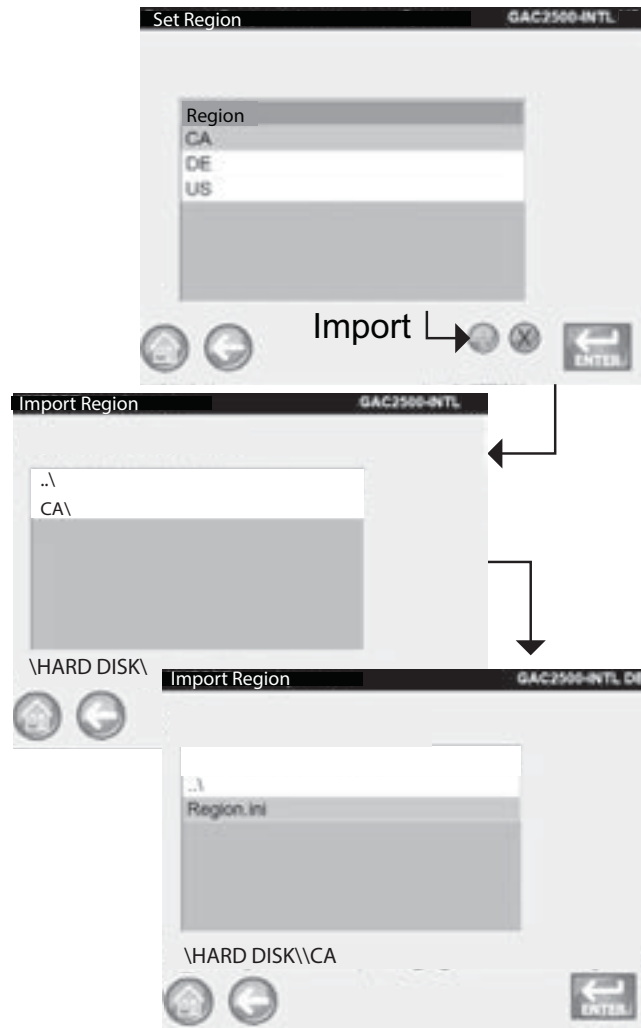 Set Region GAC2500-INTL
Region
CA
DE
US
Import
ENTER
Import Region GAC2500-INTL
..\
CA\
\HARD DISK\
Import Region GAC2500-INTL DE
..\
Region.ini
\HARD DISK\\CA
ENTER